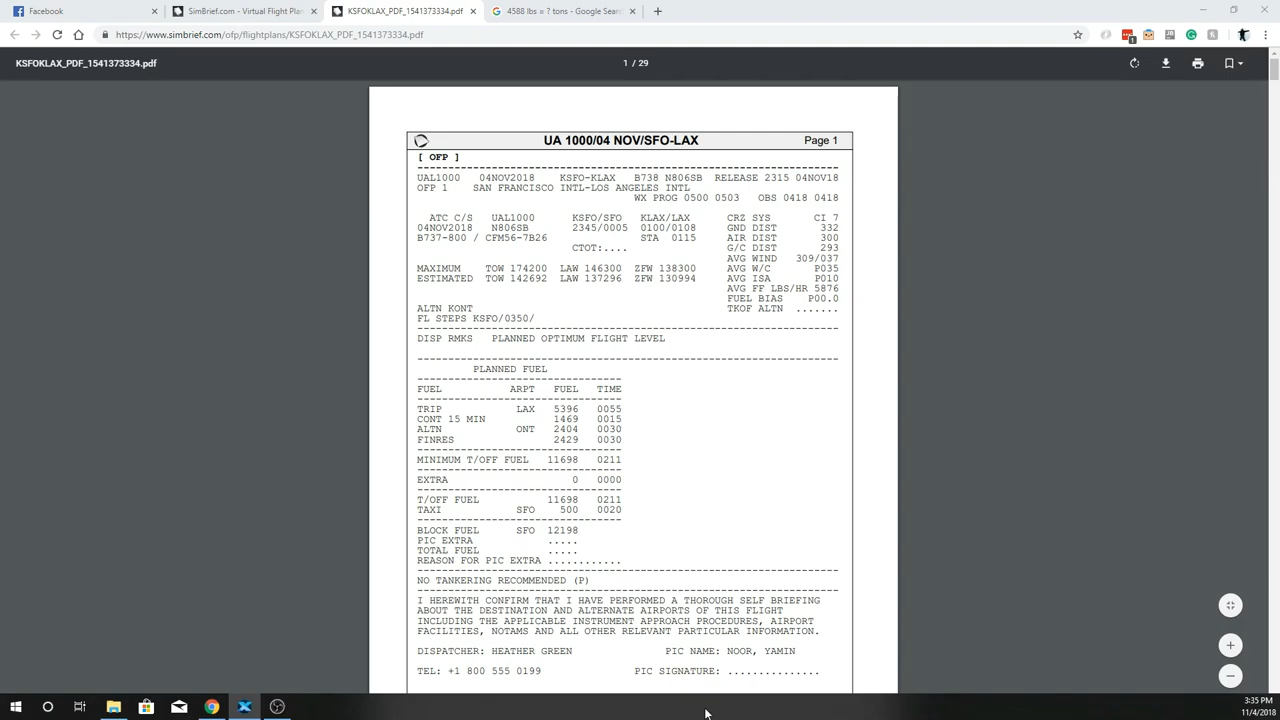 Facebook
SimBrief.com - Virtual Flight Plan
KSFOKLAX_PDF_1541373334.pdf
4588 lbs = ? tons - Google Sear
https://www.simbrief.com/ofp/flightplans/KSFOKLAX_PDF_1541373334.pdf
KSFOKLAX_PDF_1541373334.pdf 1 / 29
UA 1000/04 NOV/SFO-LAX Page 1
[ OFP ]
UAL1000 04NOV2018 KSFO-KLAX B738 N806SB RELEASE 2315 04NOV18
OFP 1 SAN FRANCISCO INTL-LOS ANGELES INTL
WX PROG 0500 0503 OBS 0418 0418
ATC C/S UAL1000 KSFO/SFO KLAX/LAX CRZ SYS CI 7
04NOV2018 N806SB 2345/0005 0100/0108 GND DIST 332
B737-800 / CFM56-7B26 STA 0115 AIR DIST 300
CTOT:.... G/C DIST 293
AVG WIND 309/037
MAXIMUM TOW 174200 LAW 146300 ZFW 138300 AVG W/C P035
ESTIMATED TOW 142692 LAW 137296 ZFW 130994 AVG ISA P010
AVG FF LBS/HR 5876
FUEL BIAS P00.0
ALTN KONT TKOF ALTN .......
FL STEPS KSFO/0350/
DISP RMKS PLANNED OPTIMUM FLIGHT LEVEL
PLANNED FUEL
FUEL ARPT FUEL TIME
TRIP LAX 5396 0055
CONT 15 MIN 1469 0015
ALTN ONT 2404 0030
FINRES 2429 0030
MINIMUM T/OFF FUEL 11698 0211
EXTRA 0 0000
T/OFF FUEL 11698 0211
TAXI SFO 500 0020
BLOCK FUEL SFO 12198
PIC EXTRA .....
TOTAL FUEL .....
REASON FOR PIC EXTRA ............
NO TANKERING RECOMMENDED (P)
I HEREWITH CONFIRM THAT I HAVE PERFORMED A THOROUGH SELF BRIEFING
ABOUT THE DESTINATION AND ALTERNATE AIRPORTS OF THIS FLIGHT
INCLUDING THE APPLICABLE INSTRUMENT APPROACH PROCEDURES, AIRPORT
FACILITIES, NOTAMS AND ALL OTHER RELEVANT PARTICULAR INFORMATION.
DISPATCHER: HEATHER GREEN PIC NAME: NOOR, YAMIN
TEL: +1 800 555 0199 PIC SIGNATURE: ...............
3:35 PM
11/4/2018